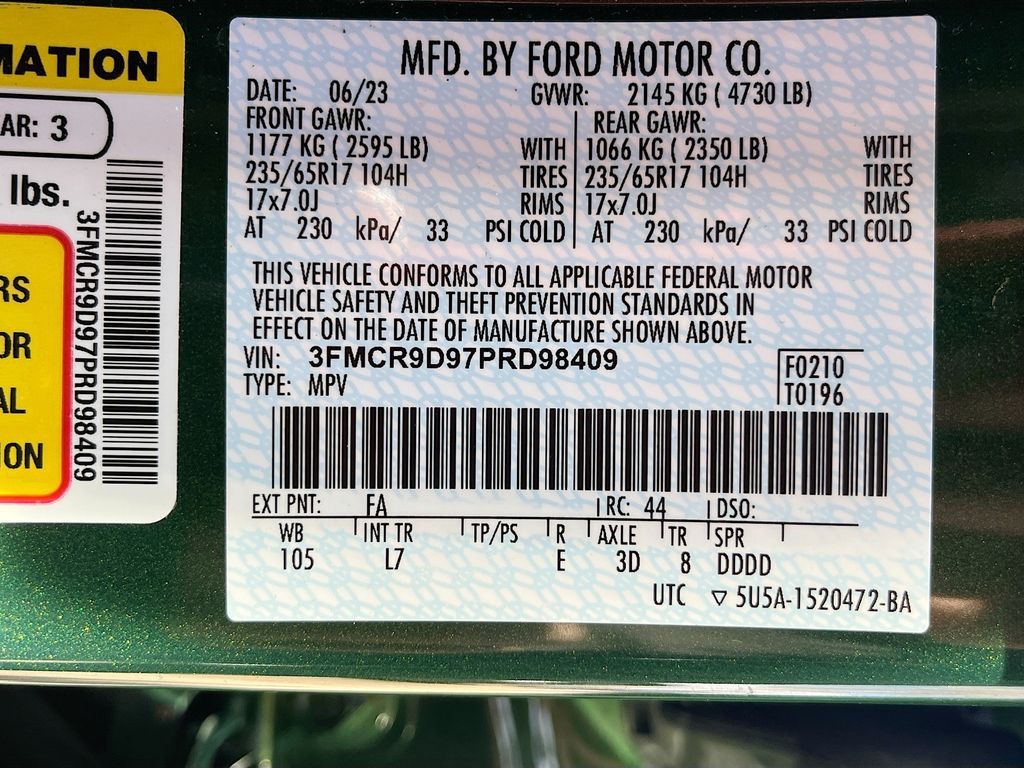 MATION
AR: 3
lbs.
3FMCR9D97PRD98409
RS
OR
AL
ION
MFD. BY FORD MOTOR CO.
DATE: 06/23 GVWR: 2145 KG ( 4730 LB)
FRONT GAWR: REAR GAWR:
1177 KG ( 2595 LB) WITH 1066 KG ( 2350 LB) WITH
235/65R17 104H TIRES 235/65R17 104H TIRES
17x7.0J RIMS 17x7.0J RIMS
AT 230 kPa/ 33 PSI COLD AT 230 kPa/ 33 PSI COLD
THIS VEHICLE CONFORMS TO ALL APPLICABLE FEDERAL MOTOR
VEHICLE SAFETY AND THEFT PREVENTION STANDARDS IN
EFFECT ON THE DATE OF MANUFACTURE SHOWN ABOVE.
VIN: 3FMCR9D97PRD98409 F0210
TYPE: MPV T0196
EXT PNT: FA RC: 44 DSO:
WB INT TR TP/PS R AXLE TR SPR
105 L7 E 3D 8 DDDD
UTC ▽ 5U5A-1520472-BA